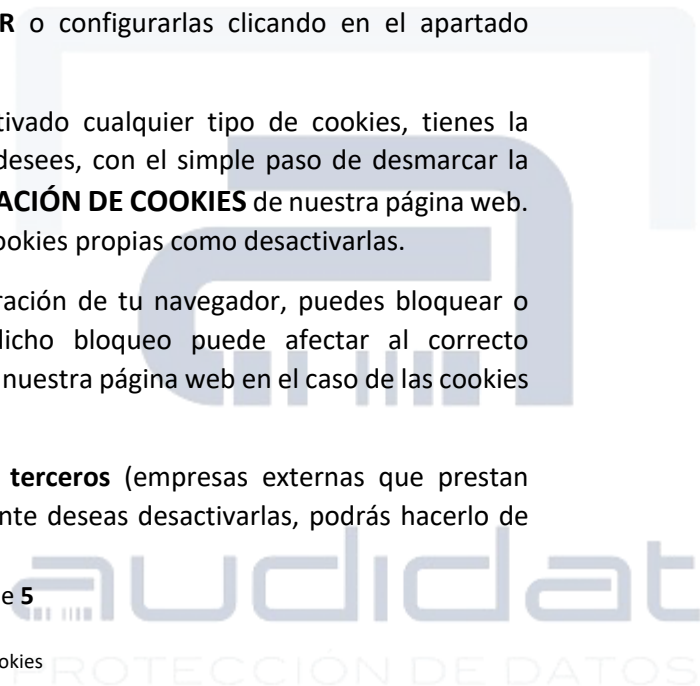 R o configurarlas clicando en el apartado
tivado cualquier tipo de cookies, tienes la
desees, con el simple paso de desmarcar la
ACIÓN DE COOKIES de nuestra página web.
ookies propias como desactivarlas.
ración de tu navegador, puedes bloquear o
dicho bloqueo puede afectar al correcto
nuestra página web en el caso de las cookies
terceros (empresas externas que prestan
nte deseas desactivarlas, podrás hacerlo de
audidat
e 5
okies
PROTECCIÓN DE DATOS